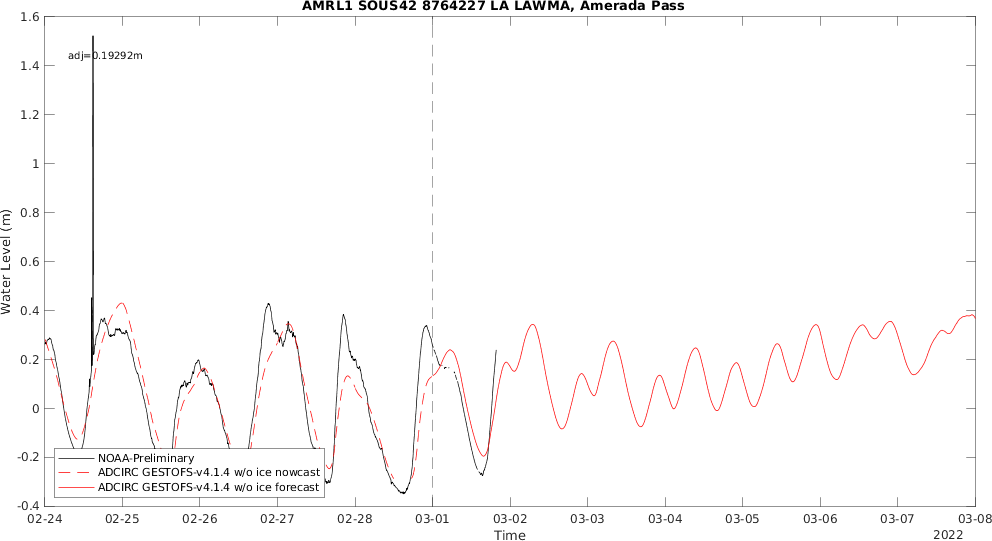 AMRL1 SOUS42 8764227 LA LAWMA, Amerada Pass
adj=0.19292m
Water Level (m)
1.6
1.4
1.2
1
0.8
0.6
0.4
0.2
0
-0.2
-0.4
NOAA-Preliminary
ADCIRC GESTOFS-v4.1.4 w/o ice nowcast
ADCIRC GESTOFS-v4.1.4 w/o ice forecast
02-24 02-25 02-26 02-27 02-28 03-01 03-02 03-03 03-04 03-05 03-06 03-07 03-08
Time
2022